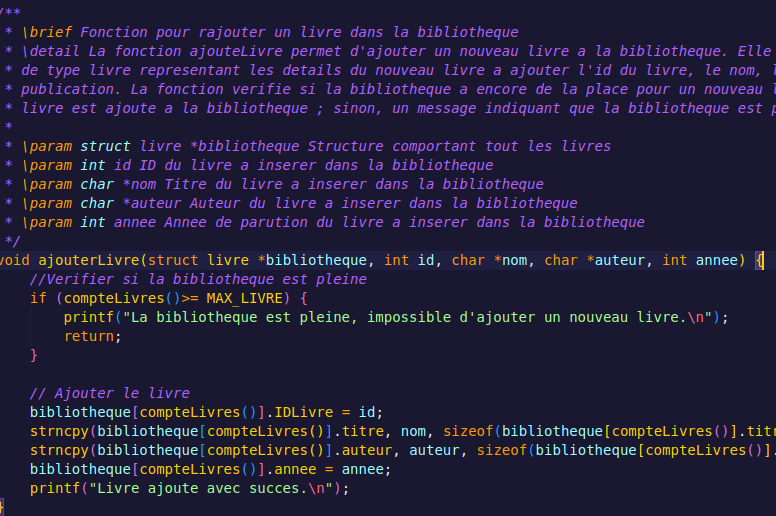 /**
* \brief Fonction pour rajouter un livre dans la bibliotheque
* \detail La fonction ajouteLivre permet d'ajouter un nouveau livre a la bibliotheque. Elle
* de type livre representant les details du nouveau livre a ajouter l'id du livre, le nom,
* publication. La fonction verifie si la bibliotheque a encore de la place pour un nouveau
* livre est ajoute a la bibliotheque ; sinon, un message indiquant que la bibliotheque est
*
* \param struct livre *bibliotheque Structure comportant tout les livres
* \param int id ID du livre a inserer dans la bibliotheque
* \param char *nom Titre du livre a inserer dans la bibliotheque
* \param char *auteur Auteur du livre a inserer dans la bibliotheque
* \param int annee Annee de parution du livre a inserer dans la bibliotheque
*/
void ajouterLivre(struct livre *bibliotheque, int id, char *nom, char *auteur, int annee) {
//Verifier si la bibliotheque est pleine
if (compteLivres()>= MAX_LIVRE) {
printf("La bibliotheque est pleine, impossible d'ajouter un nouveau livre.\n");
return;
}
// Ajouter le livre
bibliotheque[compteLivres()].IDLivre = id;
strncpy(bibliotheque[compteLivres()].titre, nom, sizeof(bibliotheque[compteLivres()].titr
strncpy(bibliotheque[compteLivres()].auteur, auteur, sizeof(bibliotheque[compteLivres()].
bibliotheque[compteLivres()].annee = annee;
printf("Livre ajoute avec succes.\n");
}